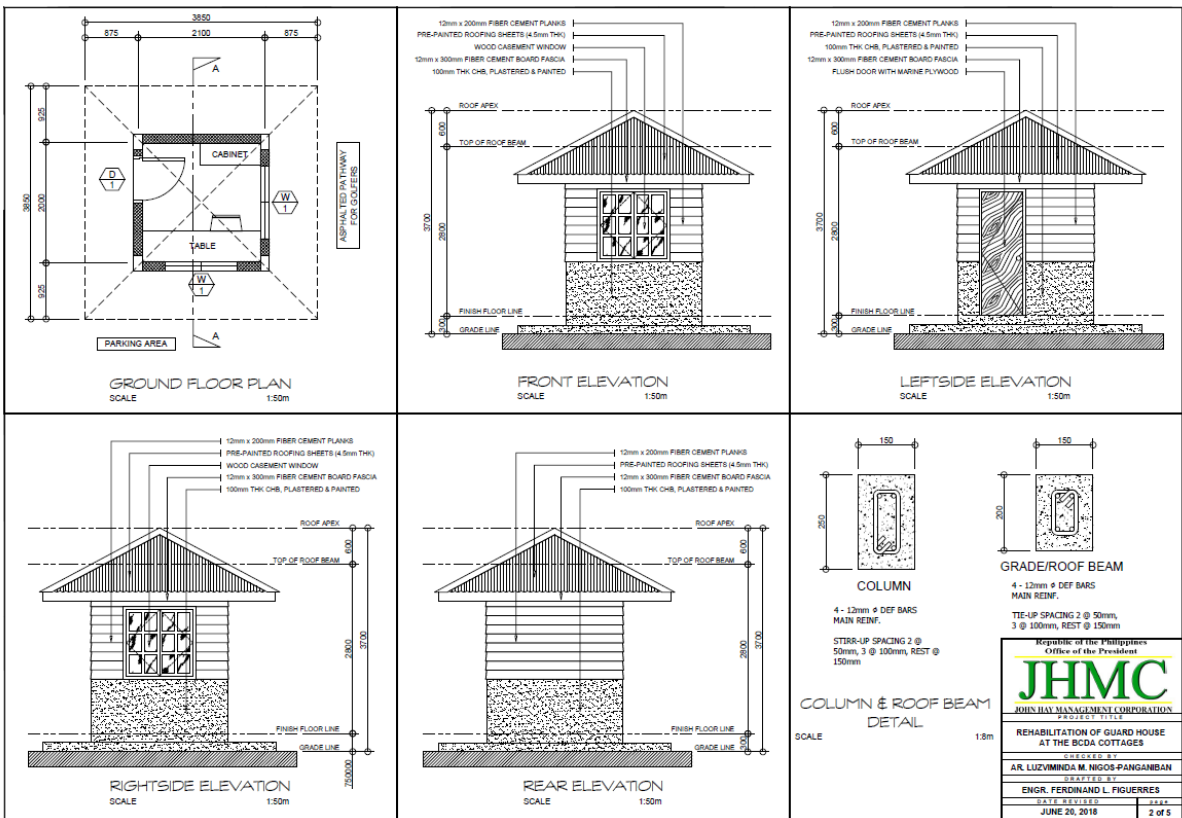 3850
875
2100
875
A
925
3850
2000
925
CABINET
D
1
W
1
TABLE
W
1
ASPHALTED PATHWAY
FOR GOLFERS
PARKING AREA
A
GROUND FLOOR PLAN
SCALE 1:50m
12mm x 200mm FIBER CEMENT PLANKS
PRE-PAINTED ROOFING SHEETS (4.5mm THK)
WOOD CASEMENT WINDOW
12mm x 300mm FIBER CEMENT BOARD FASCIA
100mm THK CHB, PLASTERED & PAINTED
ROOF APEX
600
TOP OF ROOF BEAM
3700
2800
FINISH FLOOR LINE
300
GRADE LINE
FRONT ELEVATION
SCALE 1:50m
12mm x 200mm FIBER CEMENT PLANKS
PRE-PAINTED ROOFING SHEETS (4.5mm THK)
100mm THK CHB, PLASTERED & PAINTED
12mm x 300mm FIBER CEMENT BOARD FASCIA
FLUSH DOOR WITH MARINE PLYWOOD
ROOF APEX
600
TOP OF ROOF BEAM
3700
2800
FINISH FLOOR LINE
300
GRADE LINE
LEFTSIDE ELEVATION
SCALE 1:50m
12mm x 200mm FIBER CEMENT PLANKS
PRE-PAINTED ROOFING SHEETS (4.5mm THK)
WOOD CASEMENT WINDOW
12mm x 300mm FIBER CEMENT BOARD FASCIA
100mm THK CHB, PLASTERED & PAINTED
ROOF APEX
600
TOP OF ROOF BEAM
2800
3700
FINISH FLOOR LINE
GRADE LINE
RIGHTSIDE ELEVATION
SCALE 1:50m
12mm x 200mm FIBER CEMENT PLANKS
PRE-PAINTED ROOFING SHEETS (4.5mm THK)
12mm x 300mm FIBER CEMENT BOARD FASCIA
100mm THK CHB, PLASTERED & PAINTED
ROOF APEX
600
TOP OF ROOF BEAM
2800
3700
FINISH FLOOR LINE
300
GRADE LINE
REAR ELEVATION
SCALE 1:50m
150
250
COLUMN
4 - 12mm φ DEF BARS
MAIN REINF.
STIRR-UP SPACING 2 @
50mm, 3 @ 100mm, REST @
150mm
150
200
GRADE/ROOF BEAM
4 - 12mm φ DEF BARS
MAIN REINF.
TIE-UP SPACING 2 @ 50mm,
3 @ 100mm, REST @ 150mm
COLUMN & ROOF BEAM
DETAIL
SCALE 1:8m
Republic of the Philippines
Office of the President
JHMC
JOHN HAY MANAGEMENT CORPORATION
PROJECT TITLE
REHABILITATION OF GUARD HOUSE
AT THE BCDA COTTAGES
CHECKED BY
AR. LUZVIMINDA M. NIGOS-PANGANIBAN
DRAFTED BY
ENGR. FERDINAND L. FIGUERRES
DATE REVISED page
JUNE 20, 2018 2 of 5